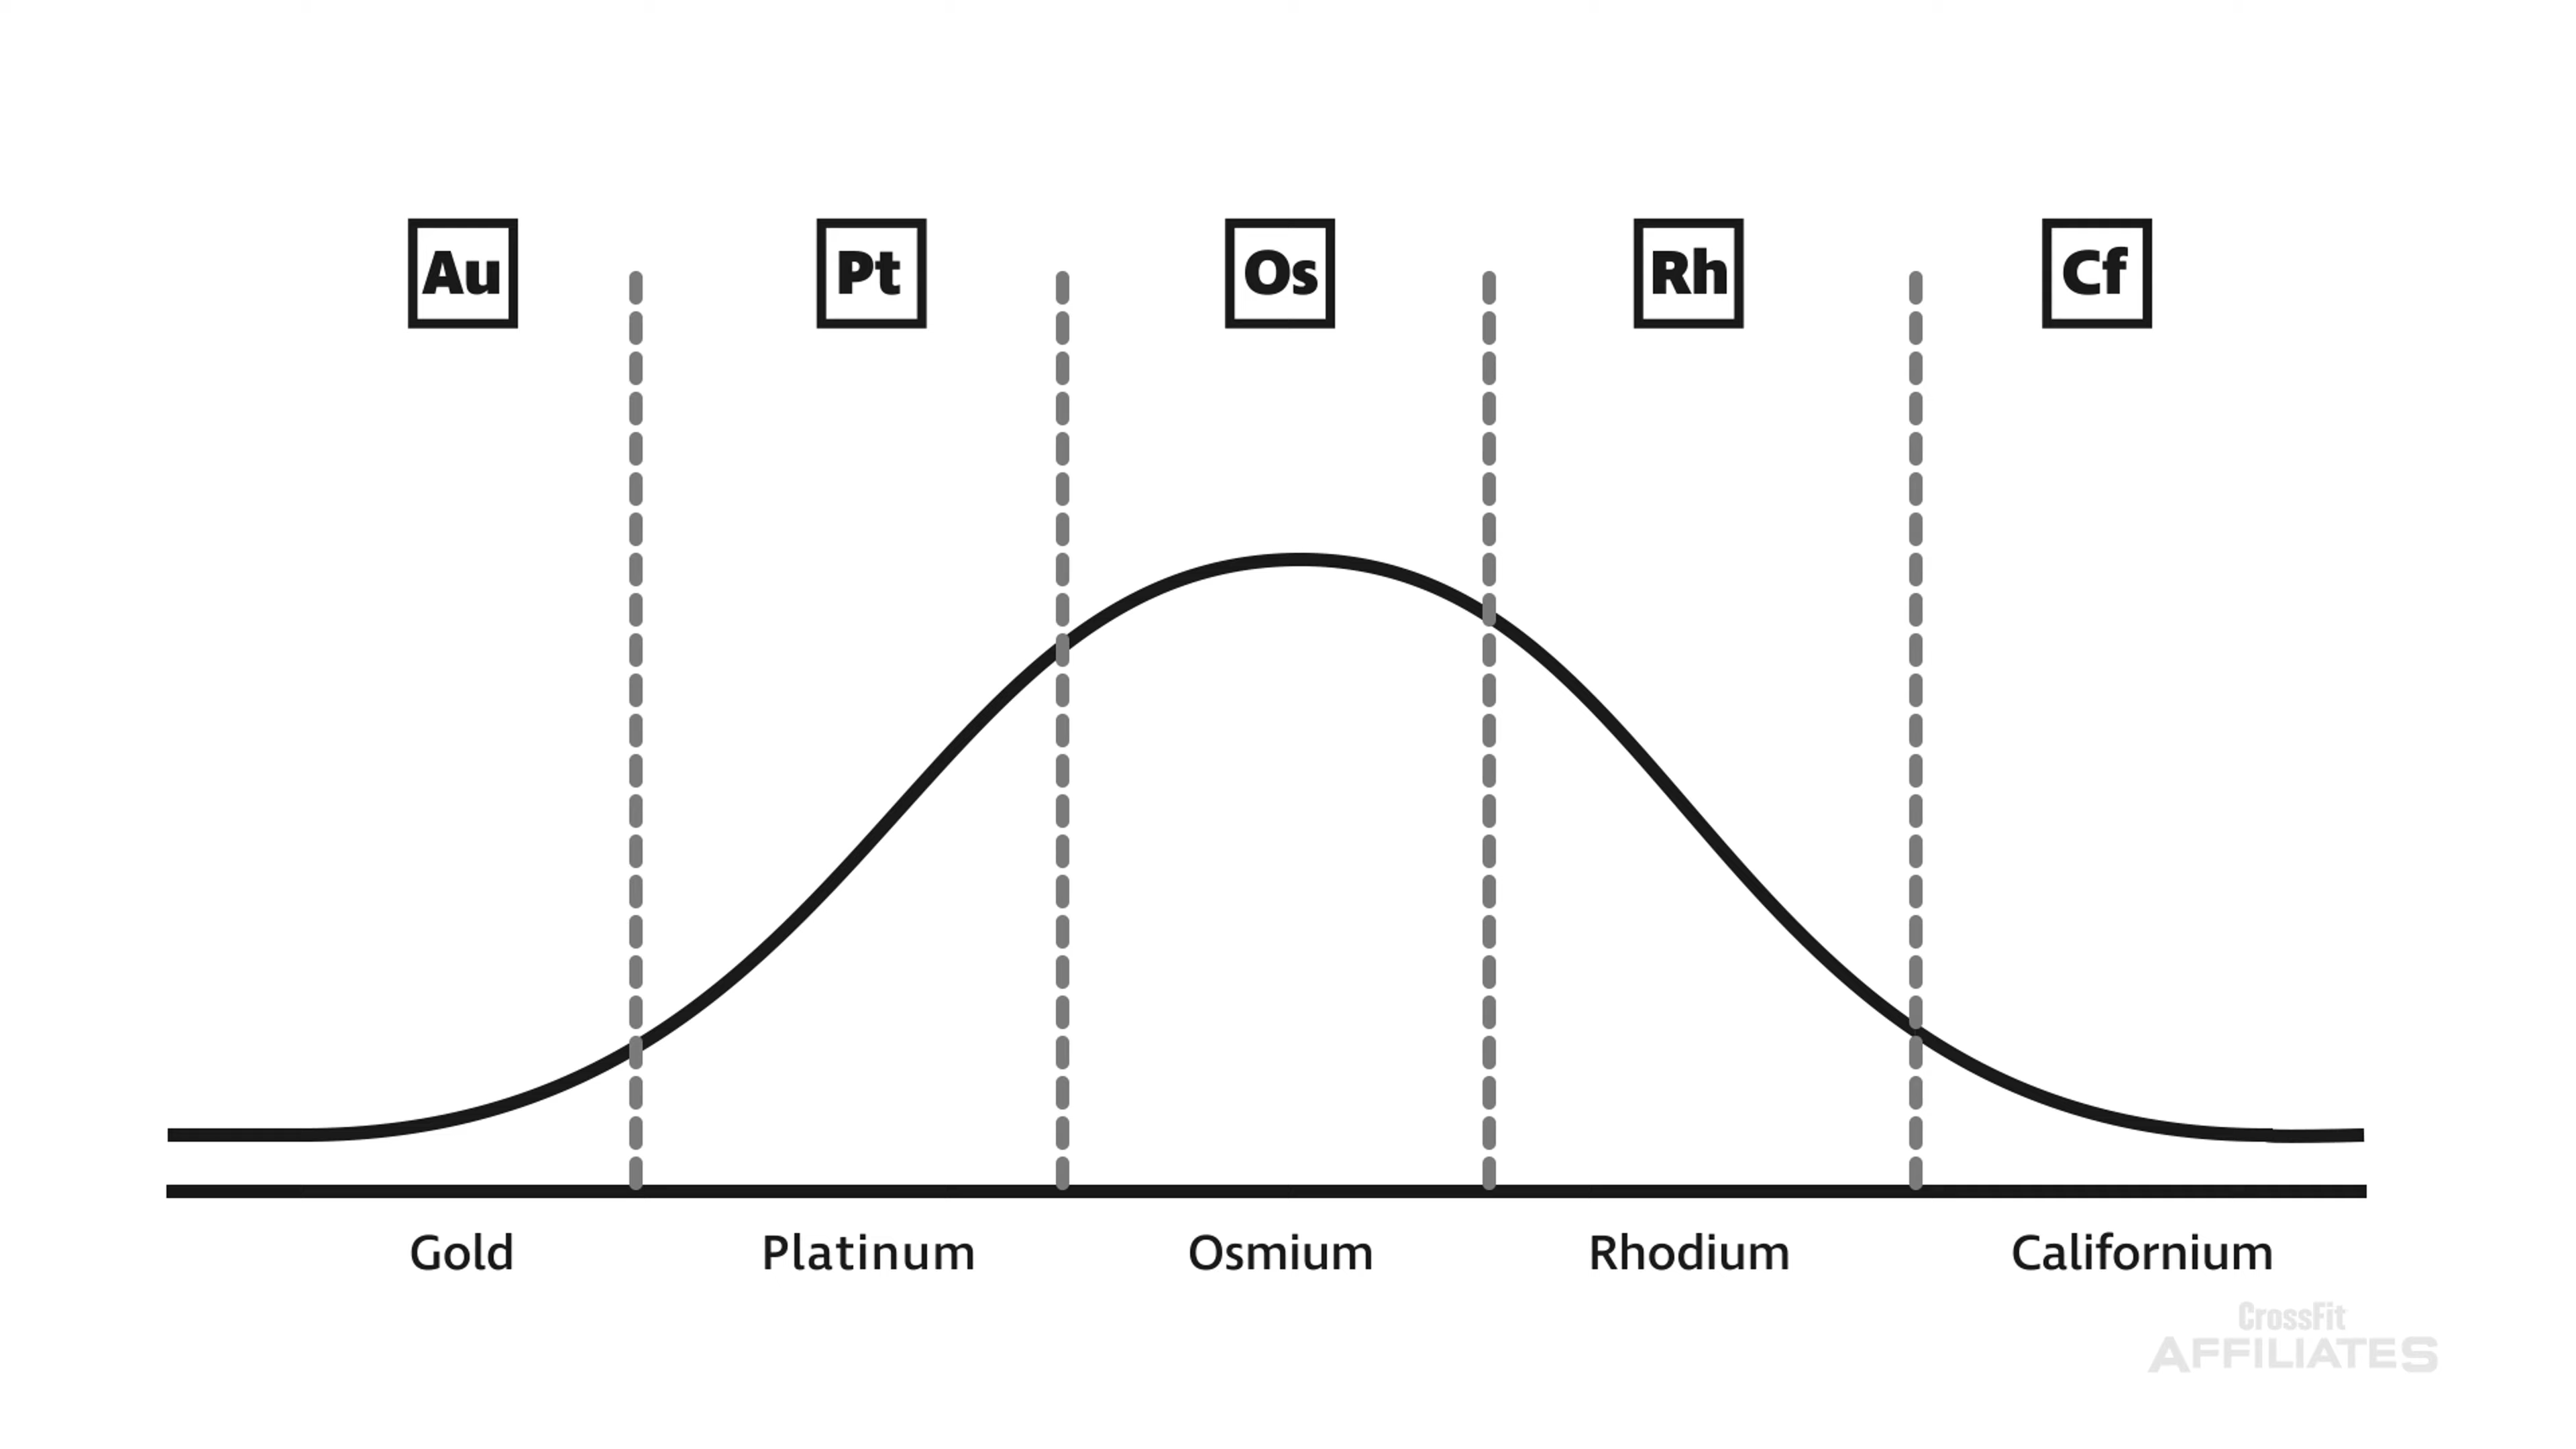 Au Pt Os Rh Cf
Gold Platinum Osmium Rhodium Californium
CrossFit
AFFILIATES